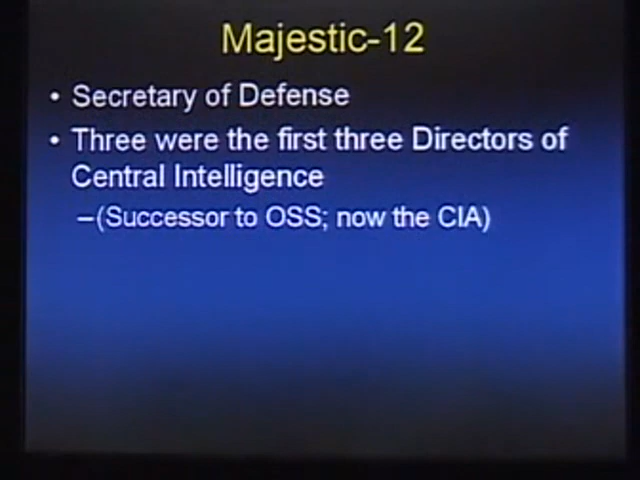 Majestic-12
• Secretary of Defense
• Three were the first three Directors of
Central Intelligence
–(Successor to OSS; now the CIA)